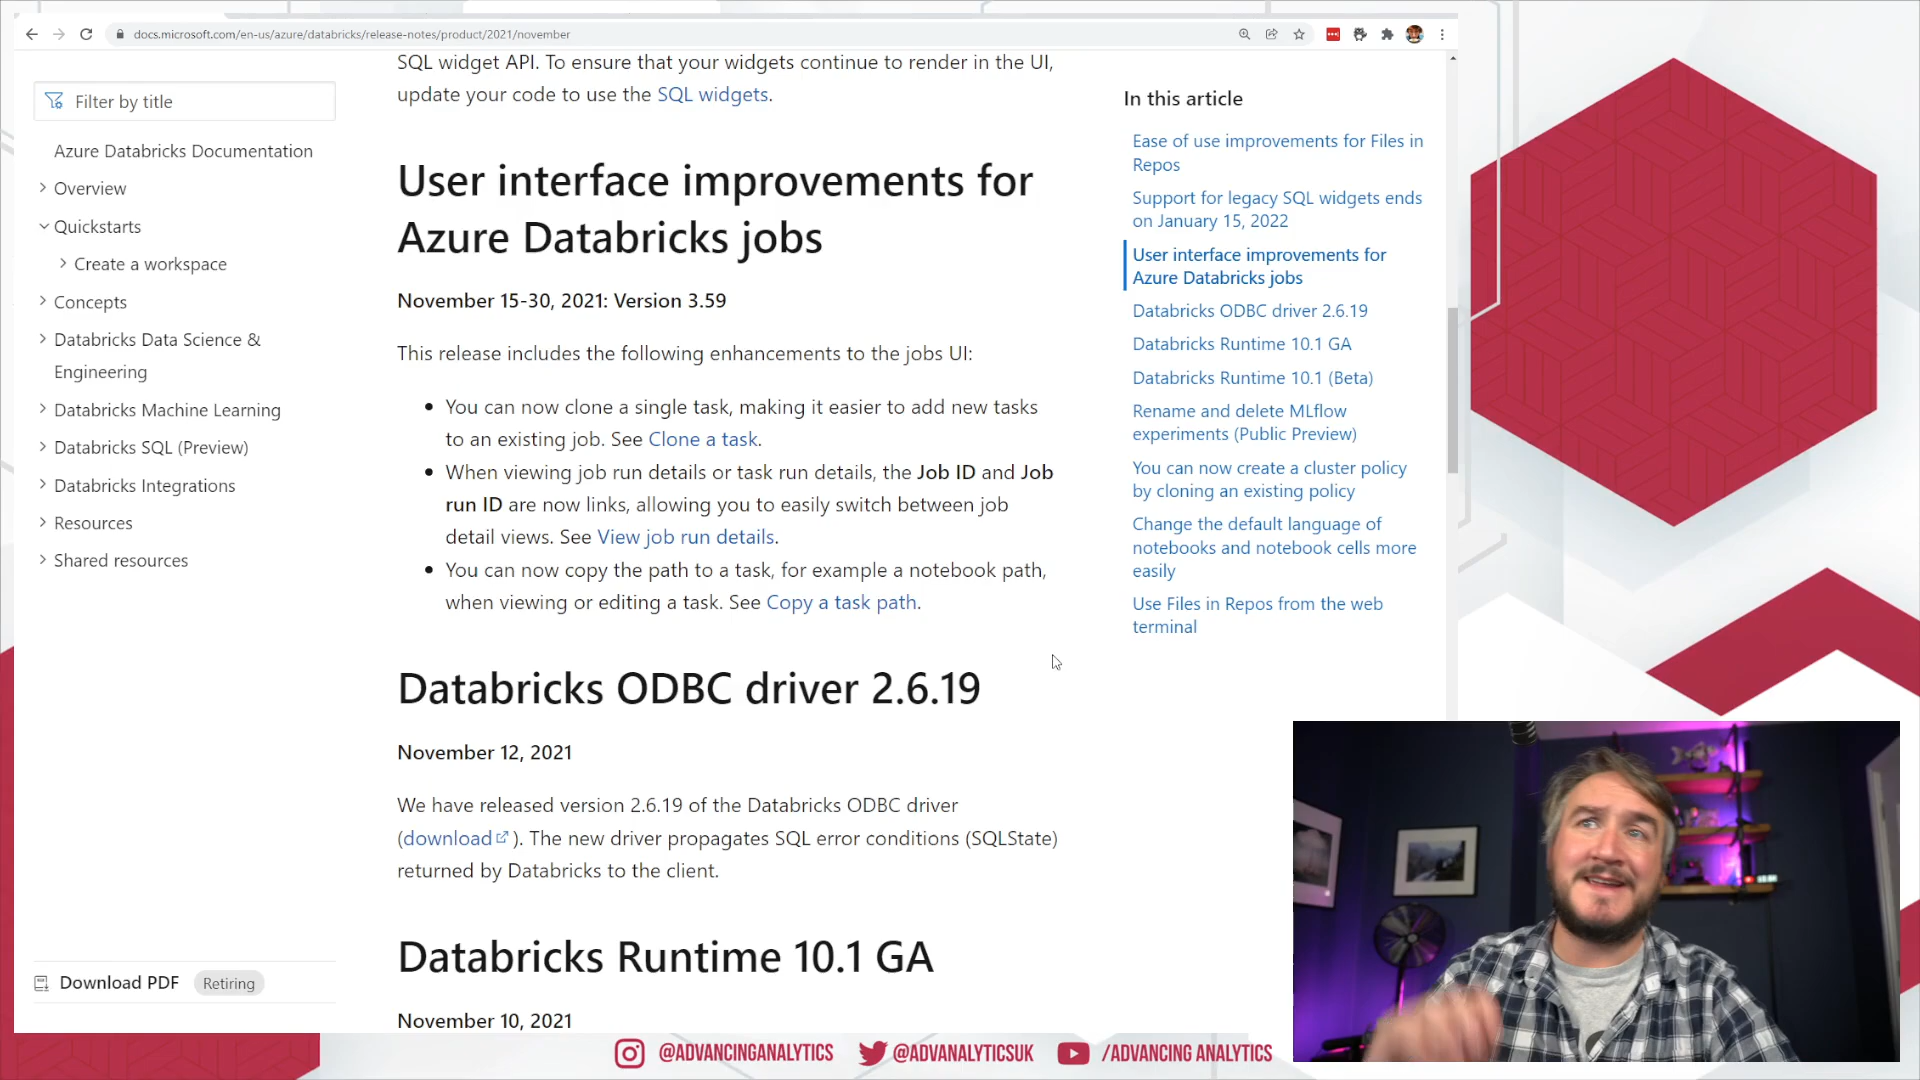 docs.microsoft.com/en-us/azure/databricks/release-notes/product/2021/november
Filter by title
Azure Databricks Documentation
Overview
Quickstarts
Create a workspace
Concepts
Databricks Data Science &
Engineering
Databricks Machine Learning
Databricks SQL (Preview)
Databricks Integrations
Resources
Shared resources
Download PDF Retiring
SQL widget API. To ensure that your widgets continue to render in the UI,
update your code to use the SQL widgets.
User interface improvements for
Azure Databricks jobs
November 15-30, 2021: Version 3.59
This release includes the following enhancements to the jobs UI:
• You can now clone a single task, making it easier to add new tasks
to an existing job. See Clone a task.
• When viewing job run details or task run details, the Job ID and Job
run ID are now links, allowing you to easily switch between job
detail views. See View job run details.
• You can now copy the path to a task, for example a notebook path,
when viewing or editing a task. See Copy a task path.
Databricks ODBC driver 2.6.19
November 12, 2021
We have released version 2.6.19 of the Databricks ODBC driver
(download). The new driver propagates SQL error conditions (SQLState)
returned by Databricks to the client.
Databricks Runtime 10.1 GA
November 10, 2021
In this article
Ease of use improvements for Files in
Repos
Support for legacy SQL widgets ends
on January 15, 2022
User interface improvements for
Azure Databricks jobs
Databricks ODBC driver 2.6.19
Databricks Runtime 10.1 GA
Databricks Runtime 10.1 (Beta)
Rename and delete MLflow
experiments (Public Preview)
You can now create a cluster policy
by cloning an existing policy
Change the default language of
notebooks and notebook cells more
easily
Use Files in Repos from the web
terminal
@ADVANCINGANALYTICS @ADVANALYTICSUK /ADVANCING ANALYTICS